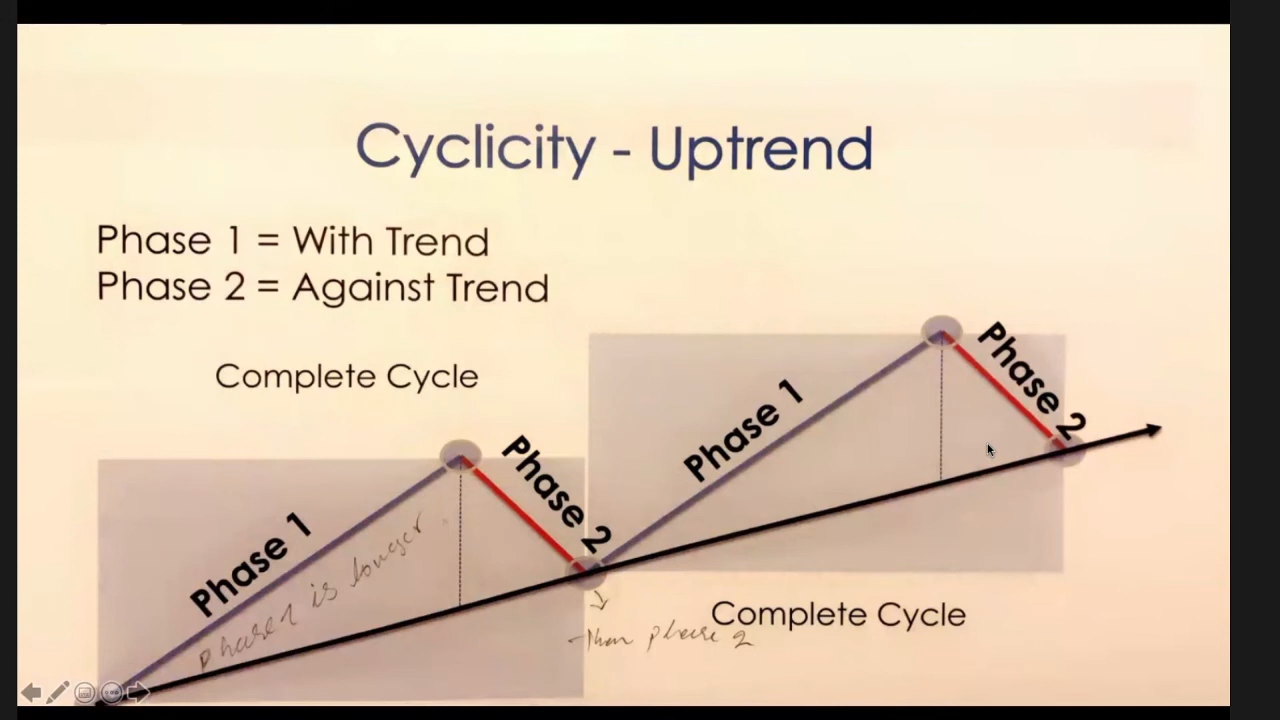 Cyclicity - Uptrend
Phase 1 = With Trend
Phase 2 = Against Trend
Complete Cycle
Phase 1
Phase 2
Phase 1
Phase 2
phase 1 is longer
than phase 2
Complete Cycle